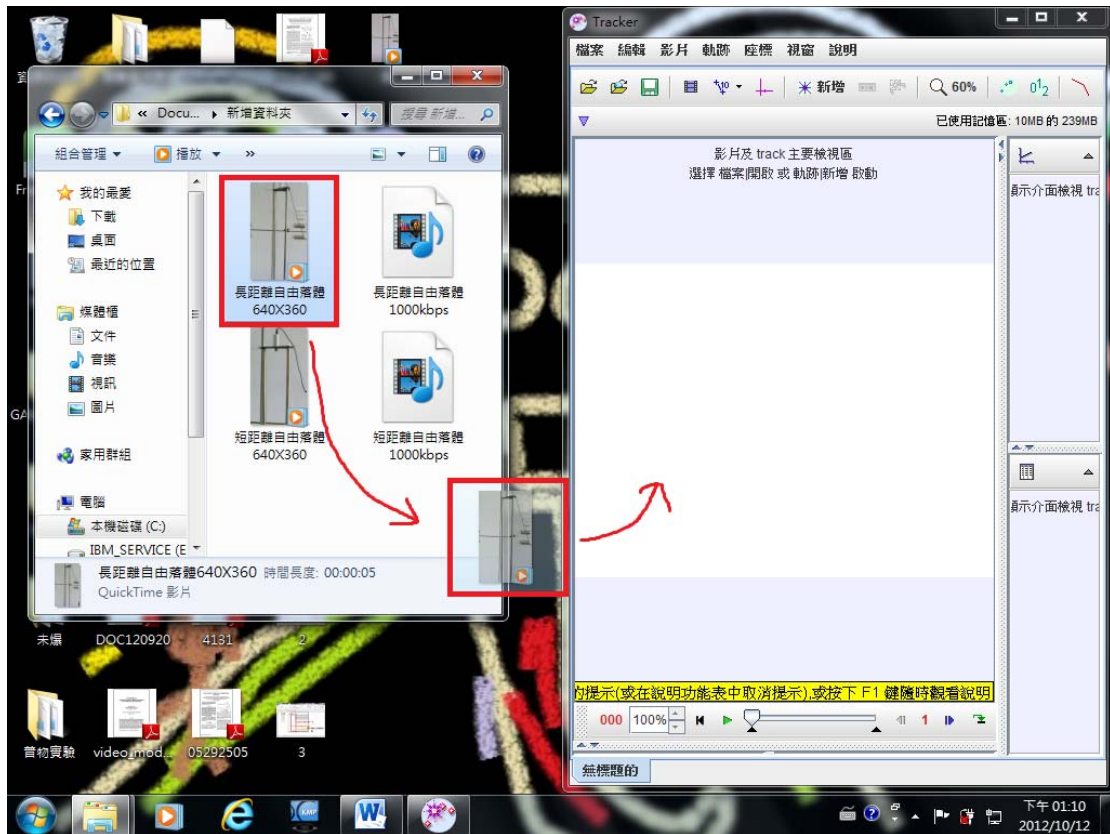 Docu... ▸ 新增資料夾
搜尋 新增...
組合管理
播放
»
我的最愛
下載
桌面
最近的位置
媒體櫃
文件
音樂
視訊
圖片
家用群組
電腦
本機磁碟 (C:)
IBM_SERVICE (E
長距離自由落體
640X360
長距離自由落體
1000kbps
短距離自由落體
640X360
短距離自由落體
1000kbps
長距離自由落體640X360 時間長度: 00:00:05
QuickTime 影片
未爆
DOC120920
4131
2
普物實驗
video_mod...
05292505
3
Tracker
檔案 編輯 影片 軌跡 座標 視窗 說明
新增
60%
已使用記憶區: 10MB 的 239MB
影片及 track 主要檢視區
選擇 檔案|開啟 或 軌跡|新增 啟動
顯示介面檢視 tra
顯示介面檢視 tra
的提示(或在說明功能表中取消提示),或按下 F1 鍵隨時觀看說明
000 100% 1
無標題的
KMP
W
下午 01:10
2012/10/12